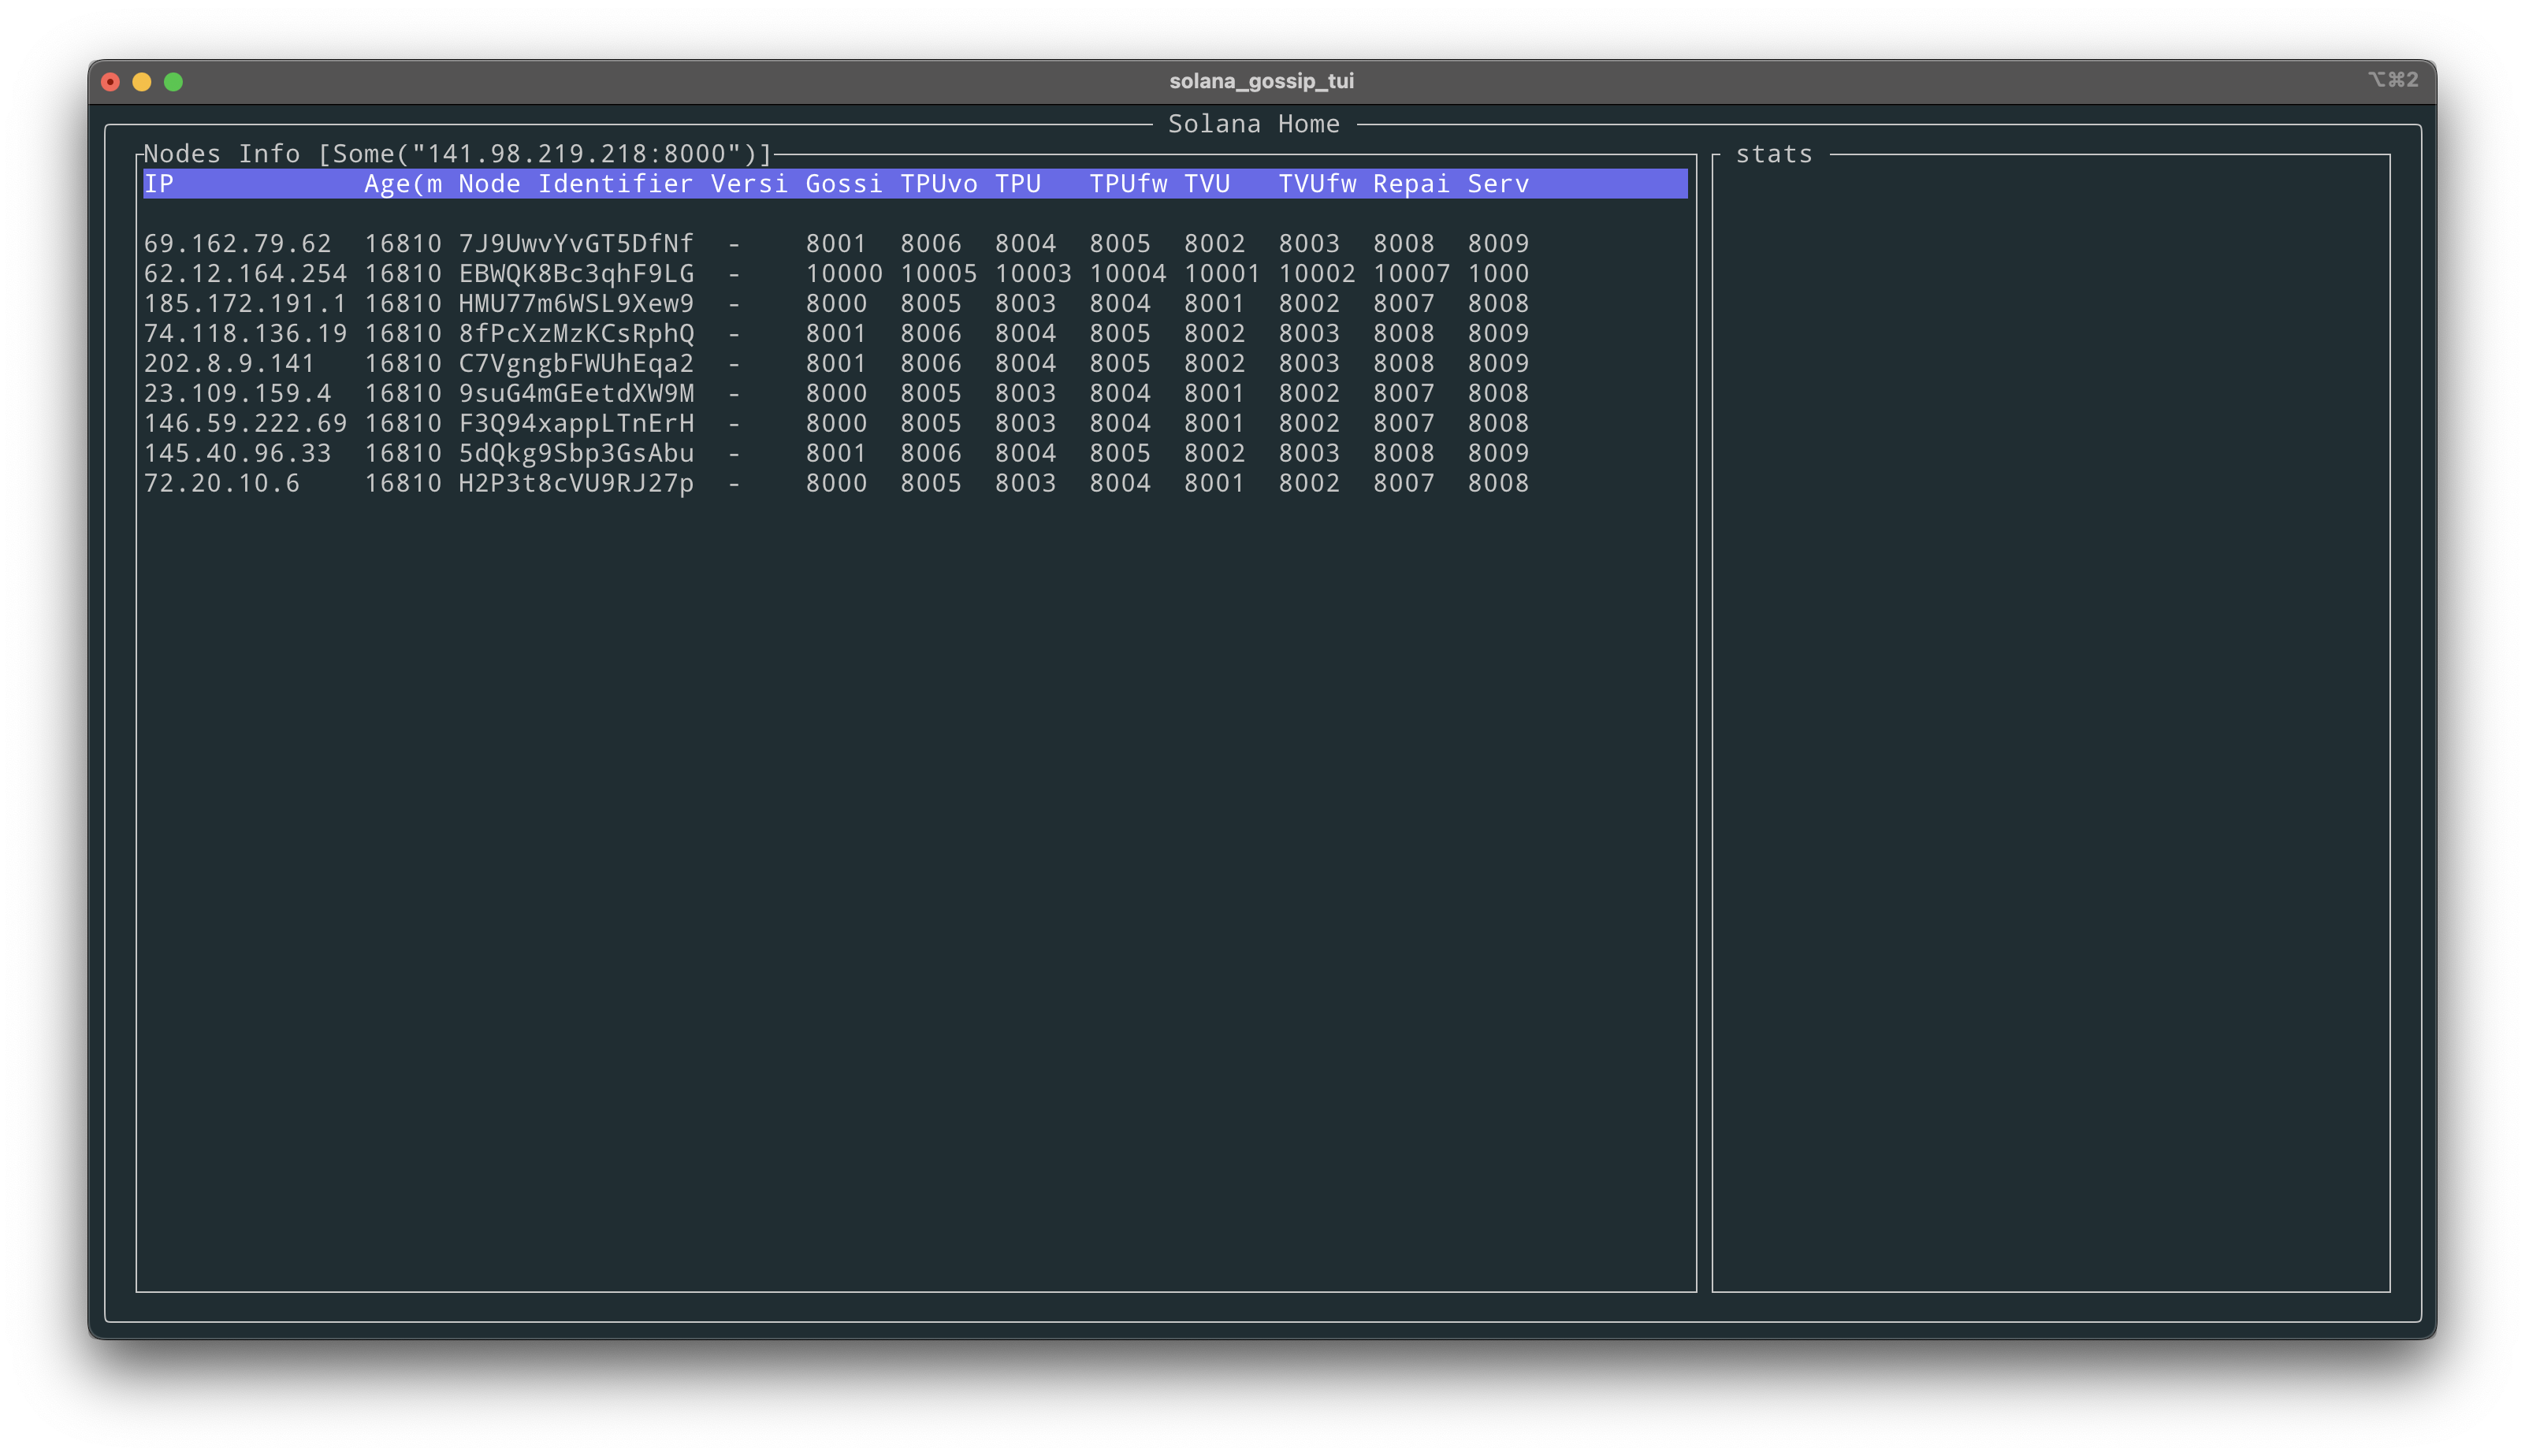 solana_gossip_tui
⌥⌘2
Solana Home
Nodes Info [Some("141.98.219.218:8000")]
stats
IP Age(m Node Identifier Versi Gossi TPUvo TPU TPUfw TVU TVUfw Repai Serv
69.162.79.62 16810 7J9UwvYvGT5DfNf - 8001 8006 8004 8005 8002 8003 8008 8009
62.12.164.254 16810 EBWQK8Bc3qhF9LG - 10000 10005 10003 10004 10001 10002 10007 1000
185.172.191.1 16810 HMU77m6WSL9Xew9 - 8000 8005 8003 8004 8001 8002 8007 8008
74.118.136.19 16810 8fPcXzMzKCsRphQ - 8001 8006 8004 8005 8002 8003 8008 8009
202.8.9.141 16810 C7VgngbFWUhEqa2 - 8001 8006 8004 8005 8002 8003 8008 8009
23.109.159.4 16810 9suG4mGEetdXW9M - 8000 8005 8003 8004 8001 8002 8007 8008
146.59.222.69 16810 F3Q94xappLTnErH - 8000 8005 8003 8004 8001 8002 8007 8008
145.40.96.33 16810 5dQkg9Sbp3GsAbu - 8001 8006 8004 8005 8002 8003 8008 8009
72.20.10.6 16810 H2P3t8cVU9RJ27p - 8000 8005 8003 8004 8001 8002 8007 8008